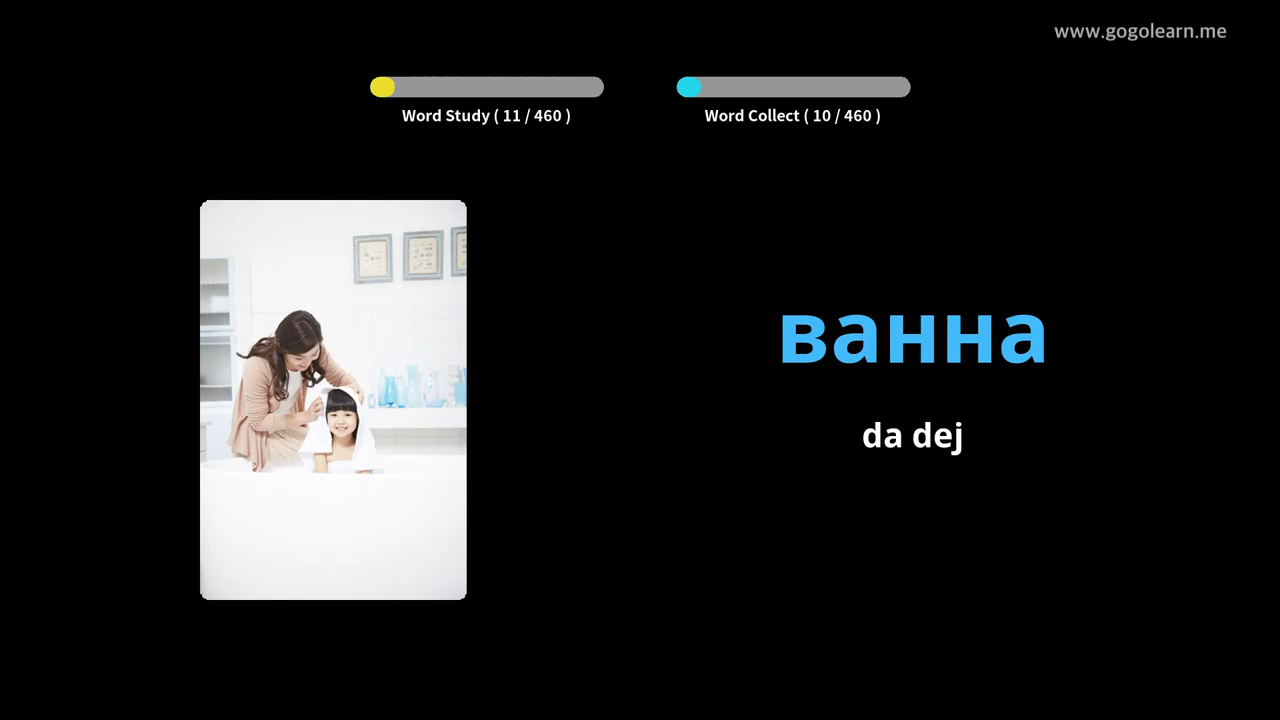 www.gogolearn.me
Word Study ( 11 / 460 )
Word Collect ( 10 / 460 )
ванна
da dej